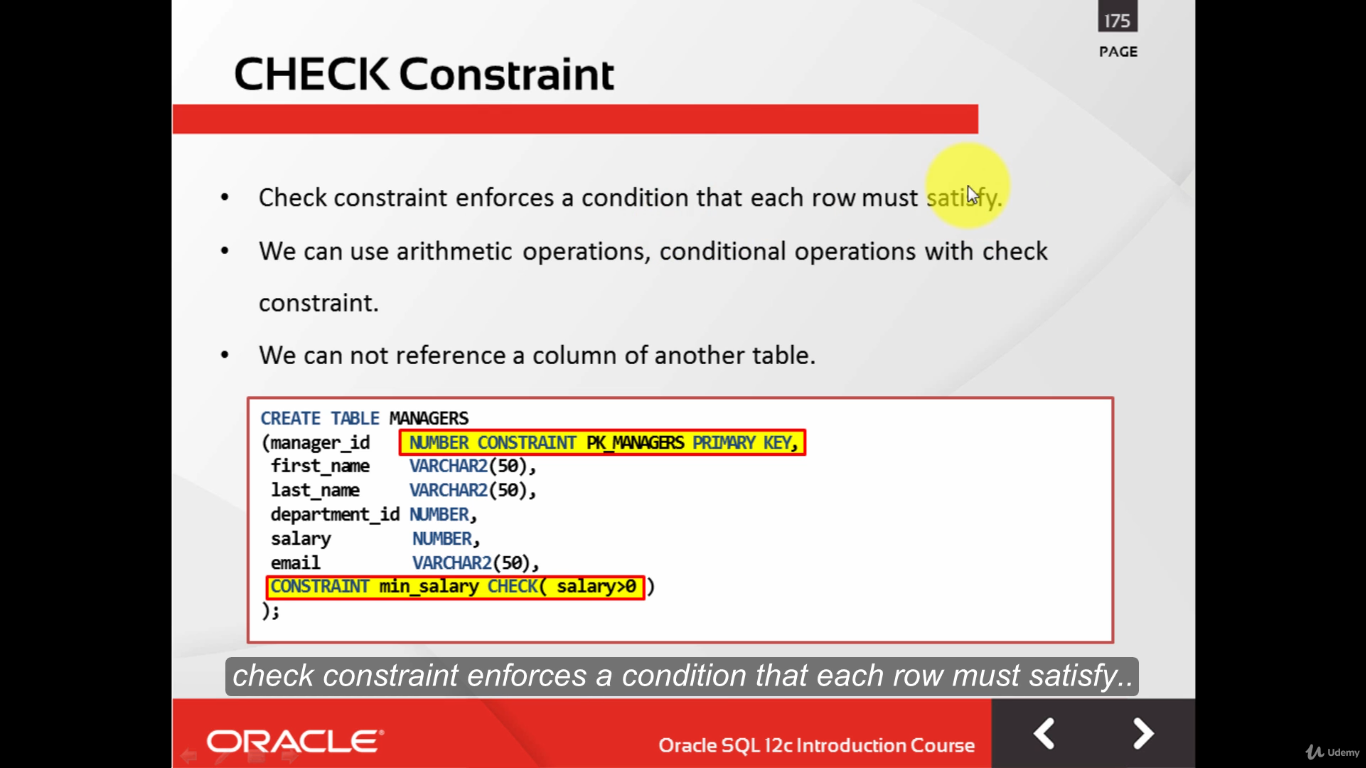 175
PAGE
CHECK Constraint
• Check constraint enforces a condition that each row must satisfy.
• We can use arithmetic operations, conditional operations with check
constraint.
• We can not reference a column of another table.
CREATE TABLE MANAGERS
(manager_id NUMBER CONSTRAINT PK_MANAGERS PRIMARY KEY,
first_name VARCHAR2(50),
last_name VARCHAR2(50),
department_id NUMBER,
salary NUMBER,
email VARCHAR2(50),
CONSTRAINT min_salary CHECK( salary>0 )
);
check constraint enforces a condition that each row must satisfy..
ORACLE®
Oracle SQL 12c Introduction Course
Udemy